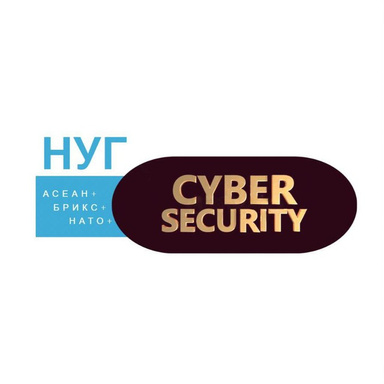 НУГ
АСЕАН+
БРИКС+
НАТО+
CYBER
SECURITY